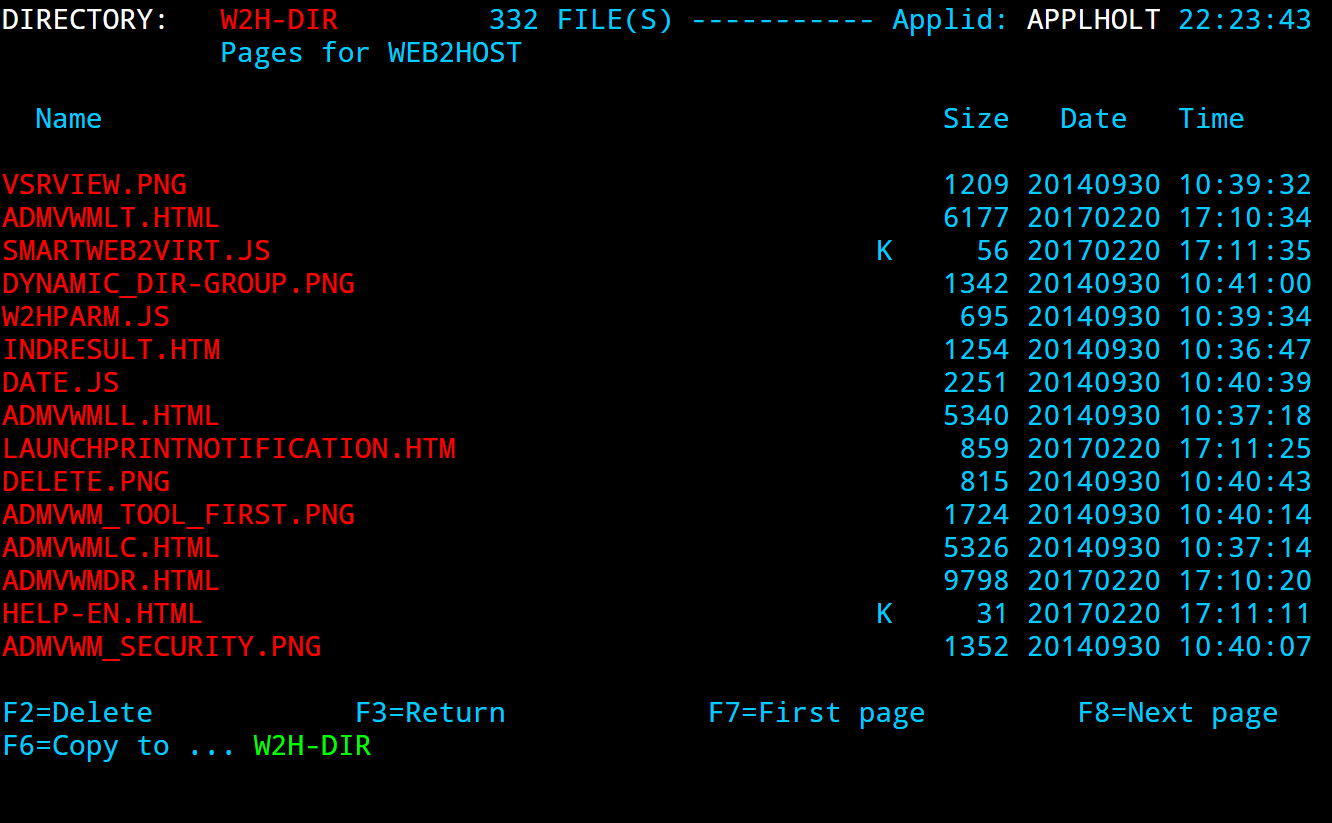 DIRECTORY: W2H-DIR 332 FILE(S) ----------- Applid: APPLHOLT 22:23:43
Pages for WEB2HOST
Name Size Date Time
VSRVIEW.PNG 1209 20140930 10:39:32
ADMVWMLT.HTML 6177 20170220 17:10:34
SMARTWEB2VIRT.JS K 56 20170220 17:11:35
DYNAMIC_DIR-GROUP.PNG 1342 20140930 10:41:00
W2HPARM.JS 695 20140930 10:39:34
INDRESULT.HTM 1254 20140930 10:36:47
DATE.JS 2251 20140930 10:40:39
ADMVWMLL.HTML 5340 20140930 10:37:18
LAUNCHPRINTNOTIFICATION.HTM 859 20170220 17:11:25
DELETE.PNG 815 20140930 10:40:43
ADMVWM_TOOL_FIRST.PNG 1724 20140930 10:40:14
ADMVWMLC.HTML 5326 20140930 10:37:14
ADMVWMDR.HTML 9798 20170220 17:10:20
HELP-EN.HTML K 31 20170220 17:11:11
ADMVWM_SECURITY.PNG 1352 20140930 10:40:07
F2=Delete F3=Return F7=First page F8=Next page
F6=Copy to ... W2H-DIR